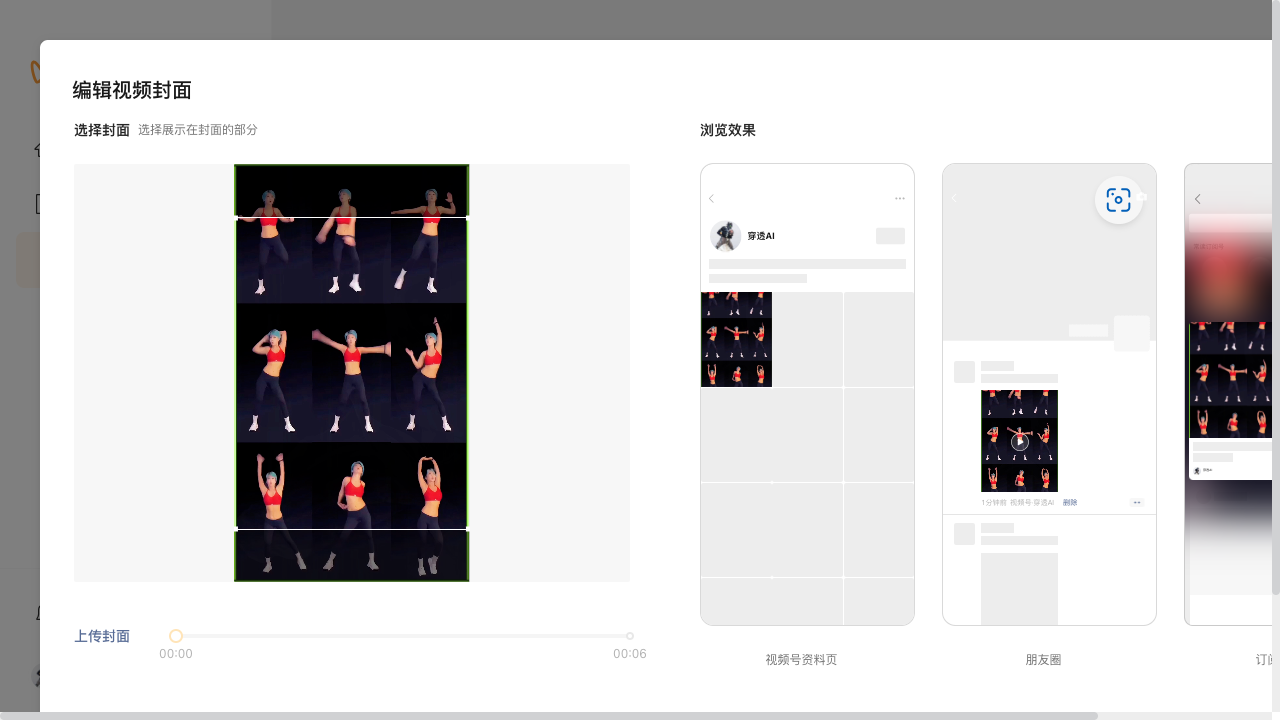 编辑视频封面
选择封面 选择展示在封面的部分
浏览效果
穿透AI
1分钟前 视频号·穿透AI 删除
上传封面
00:00
00:06
视频号资料页
朋友圈